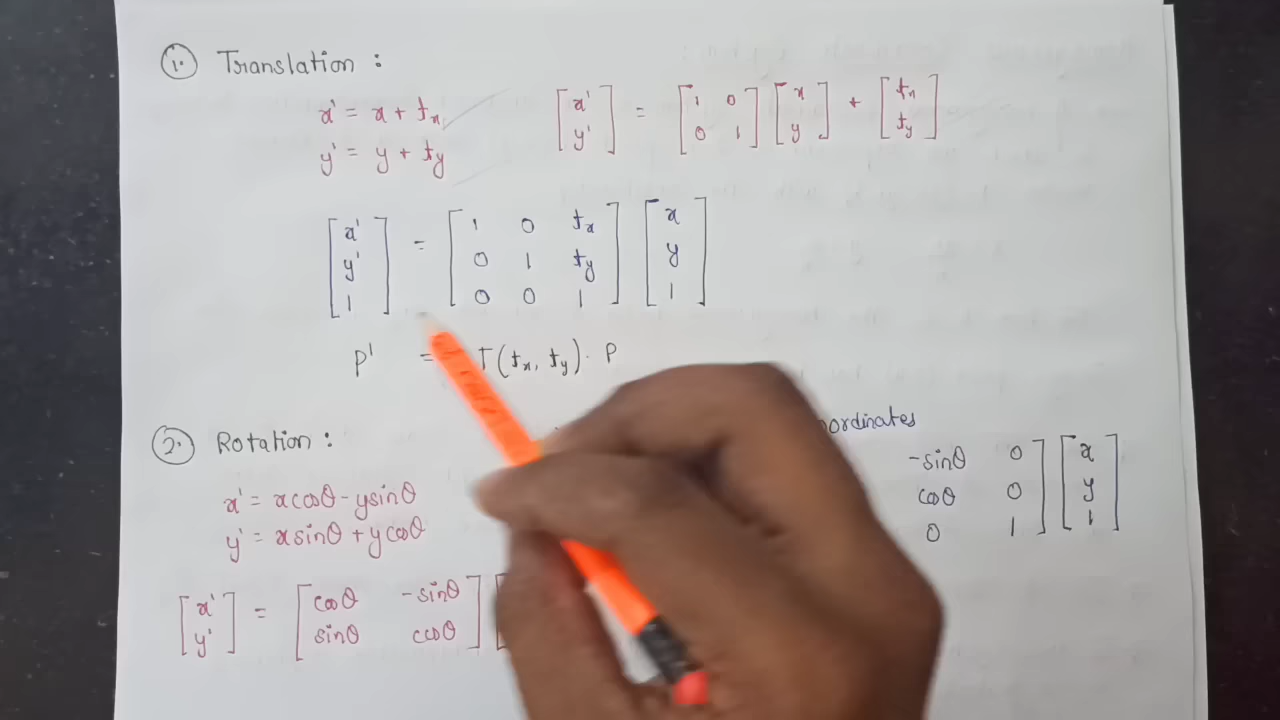 1. Translation :
x' = x + tx
y' = y + ty
[x' y'] = [1 0 0 1] [x y] + [tx ty]
[x' y' 1] = [1 0 tx 0 1 ty 0 0 1] [x y 1]
P' = T(tx, ty) . P
2. Rotation :
x' = xcosθ - ysinθ
y' = xsinθ + ycosθ
[x' y'] = [cosθ -sinθ sinθ cosθ] [
-sinθ 0
cosθ 0
0 1 ] [x y 1]